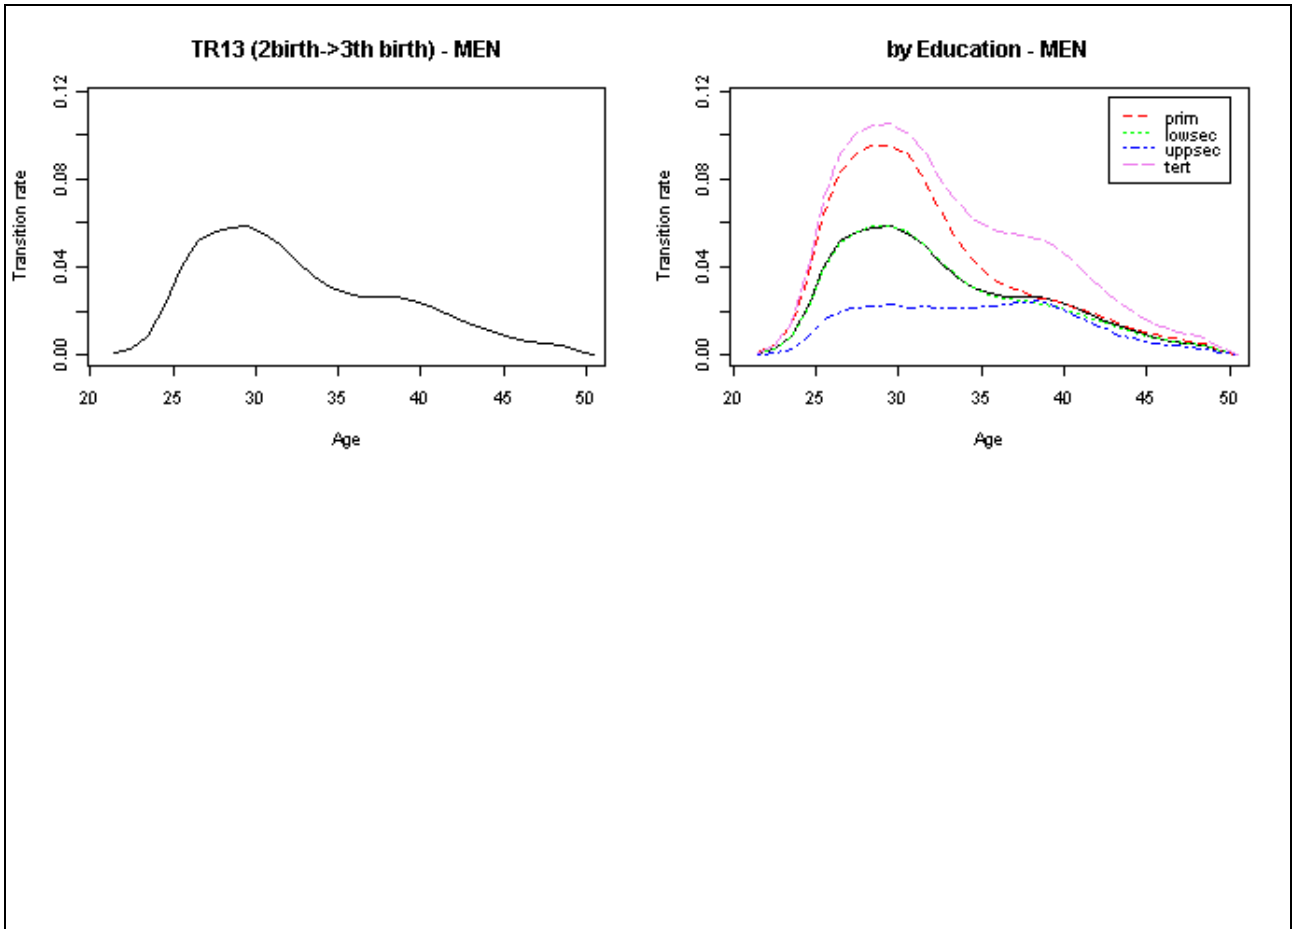 TR13 (2birth->3th birth) - MEN
Transition rate
0.00
0.04
0.08
0.12
20
25
30
35
40
45
50
Age
by Education - MEN
Transition rate
0.00
0.04
0.08
0.12
prim
lowsec
uppsec
tert
20
25
30
35
40
45
50
Age